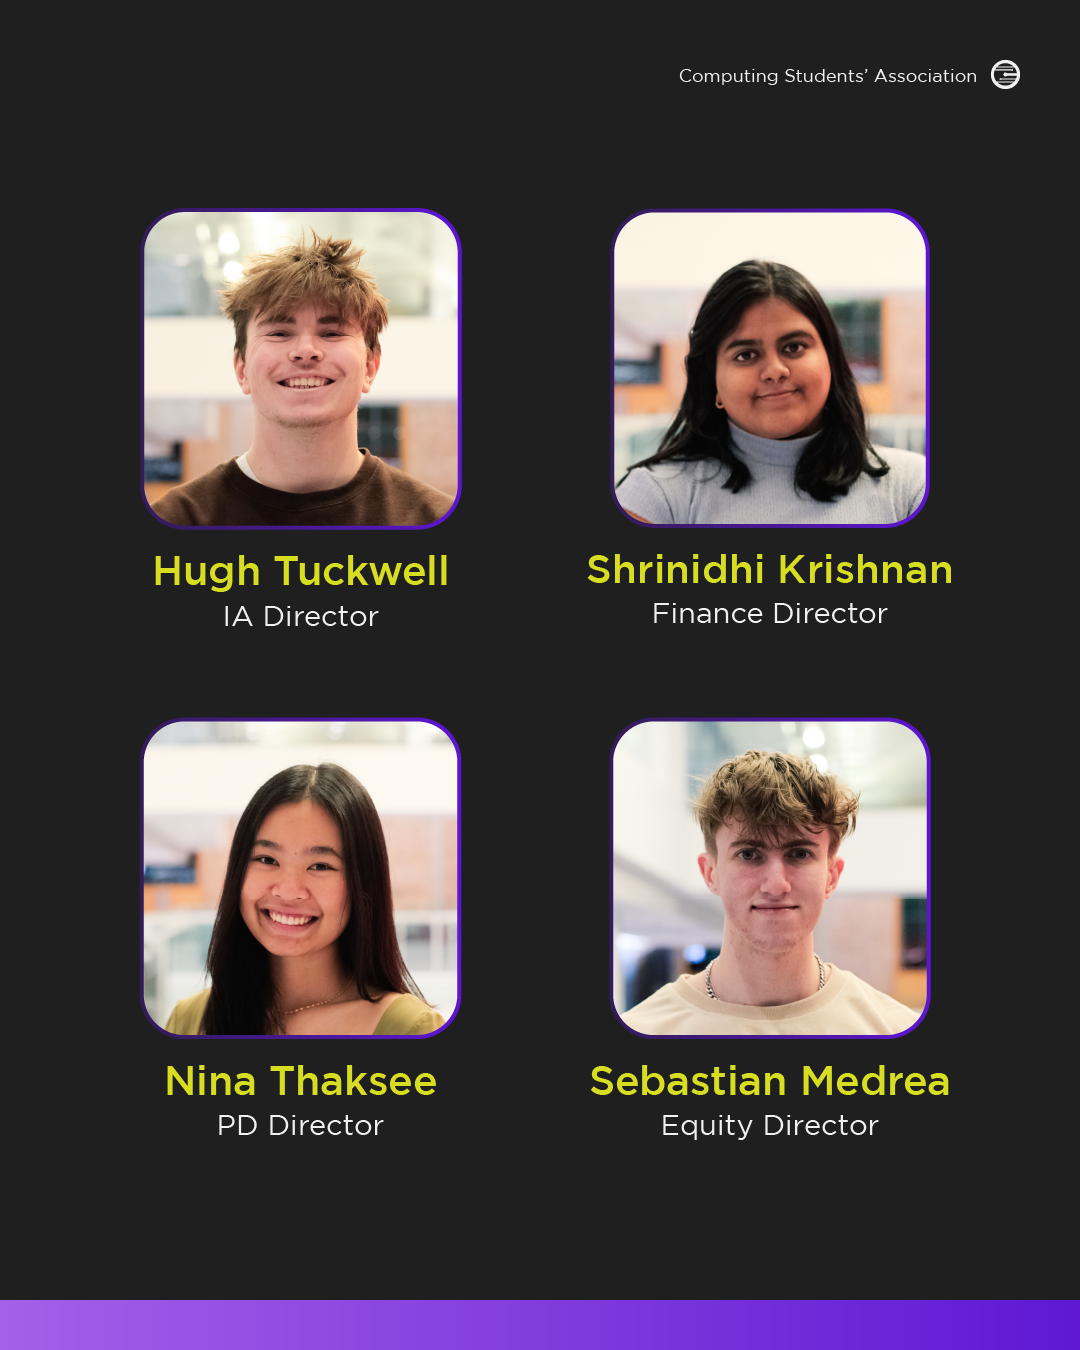 Computing Students’ Association
Hugh Tuckwell
IA Director
Shrinidhi Krishnan
Finance Director
Nina Thaksee
PD Director
Sebastian Medrea
Equity Director